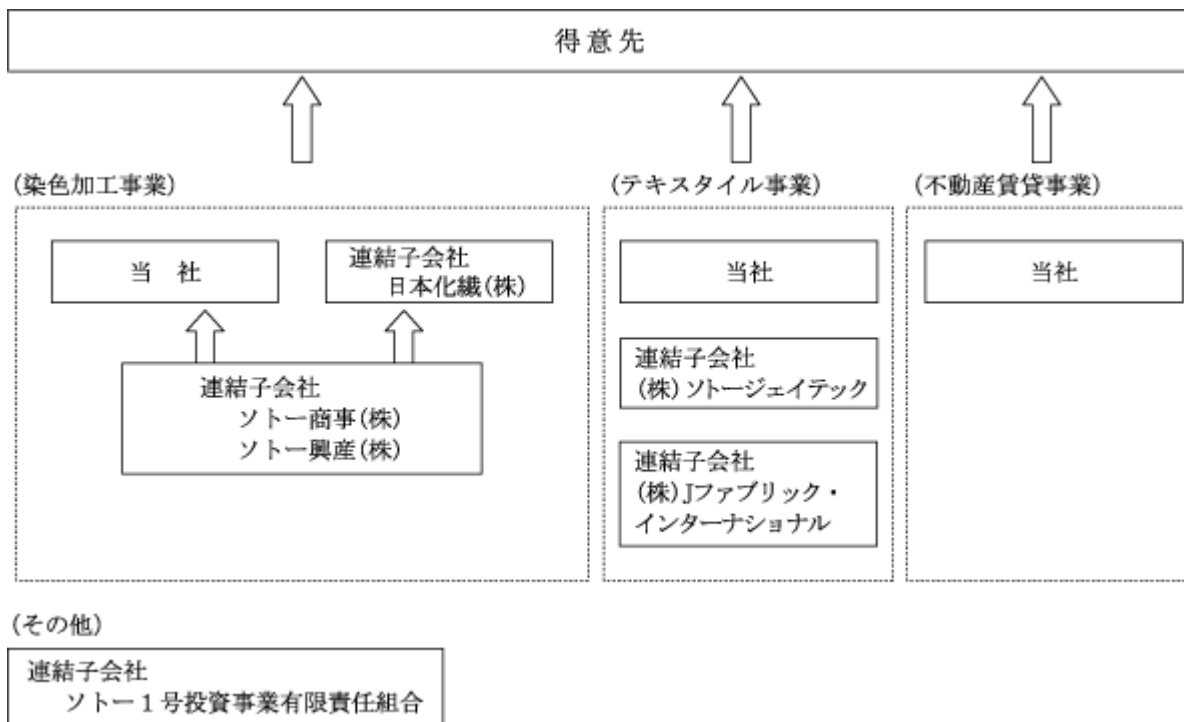 得意先
(染色加工事業)
(テキスタイル事業)
(不動産賃貸事業)
当 社
連結子会社
日本化繊(株)
連結子会社
ソトー商事(株)
ソトー興産(株)
当社
連結子会社
(株)ソトージェイテック
連結子会社
(株)Jファブリック・
インターナショナル
当社
(その他)
連結子会社
ソトー1号投資事業有限責任組合